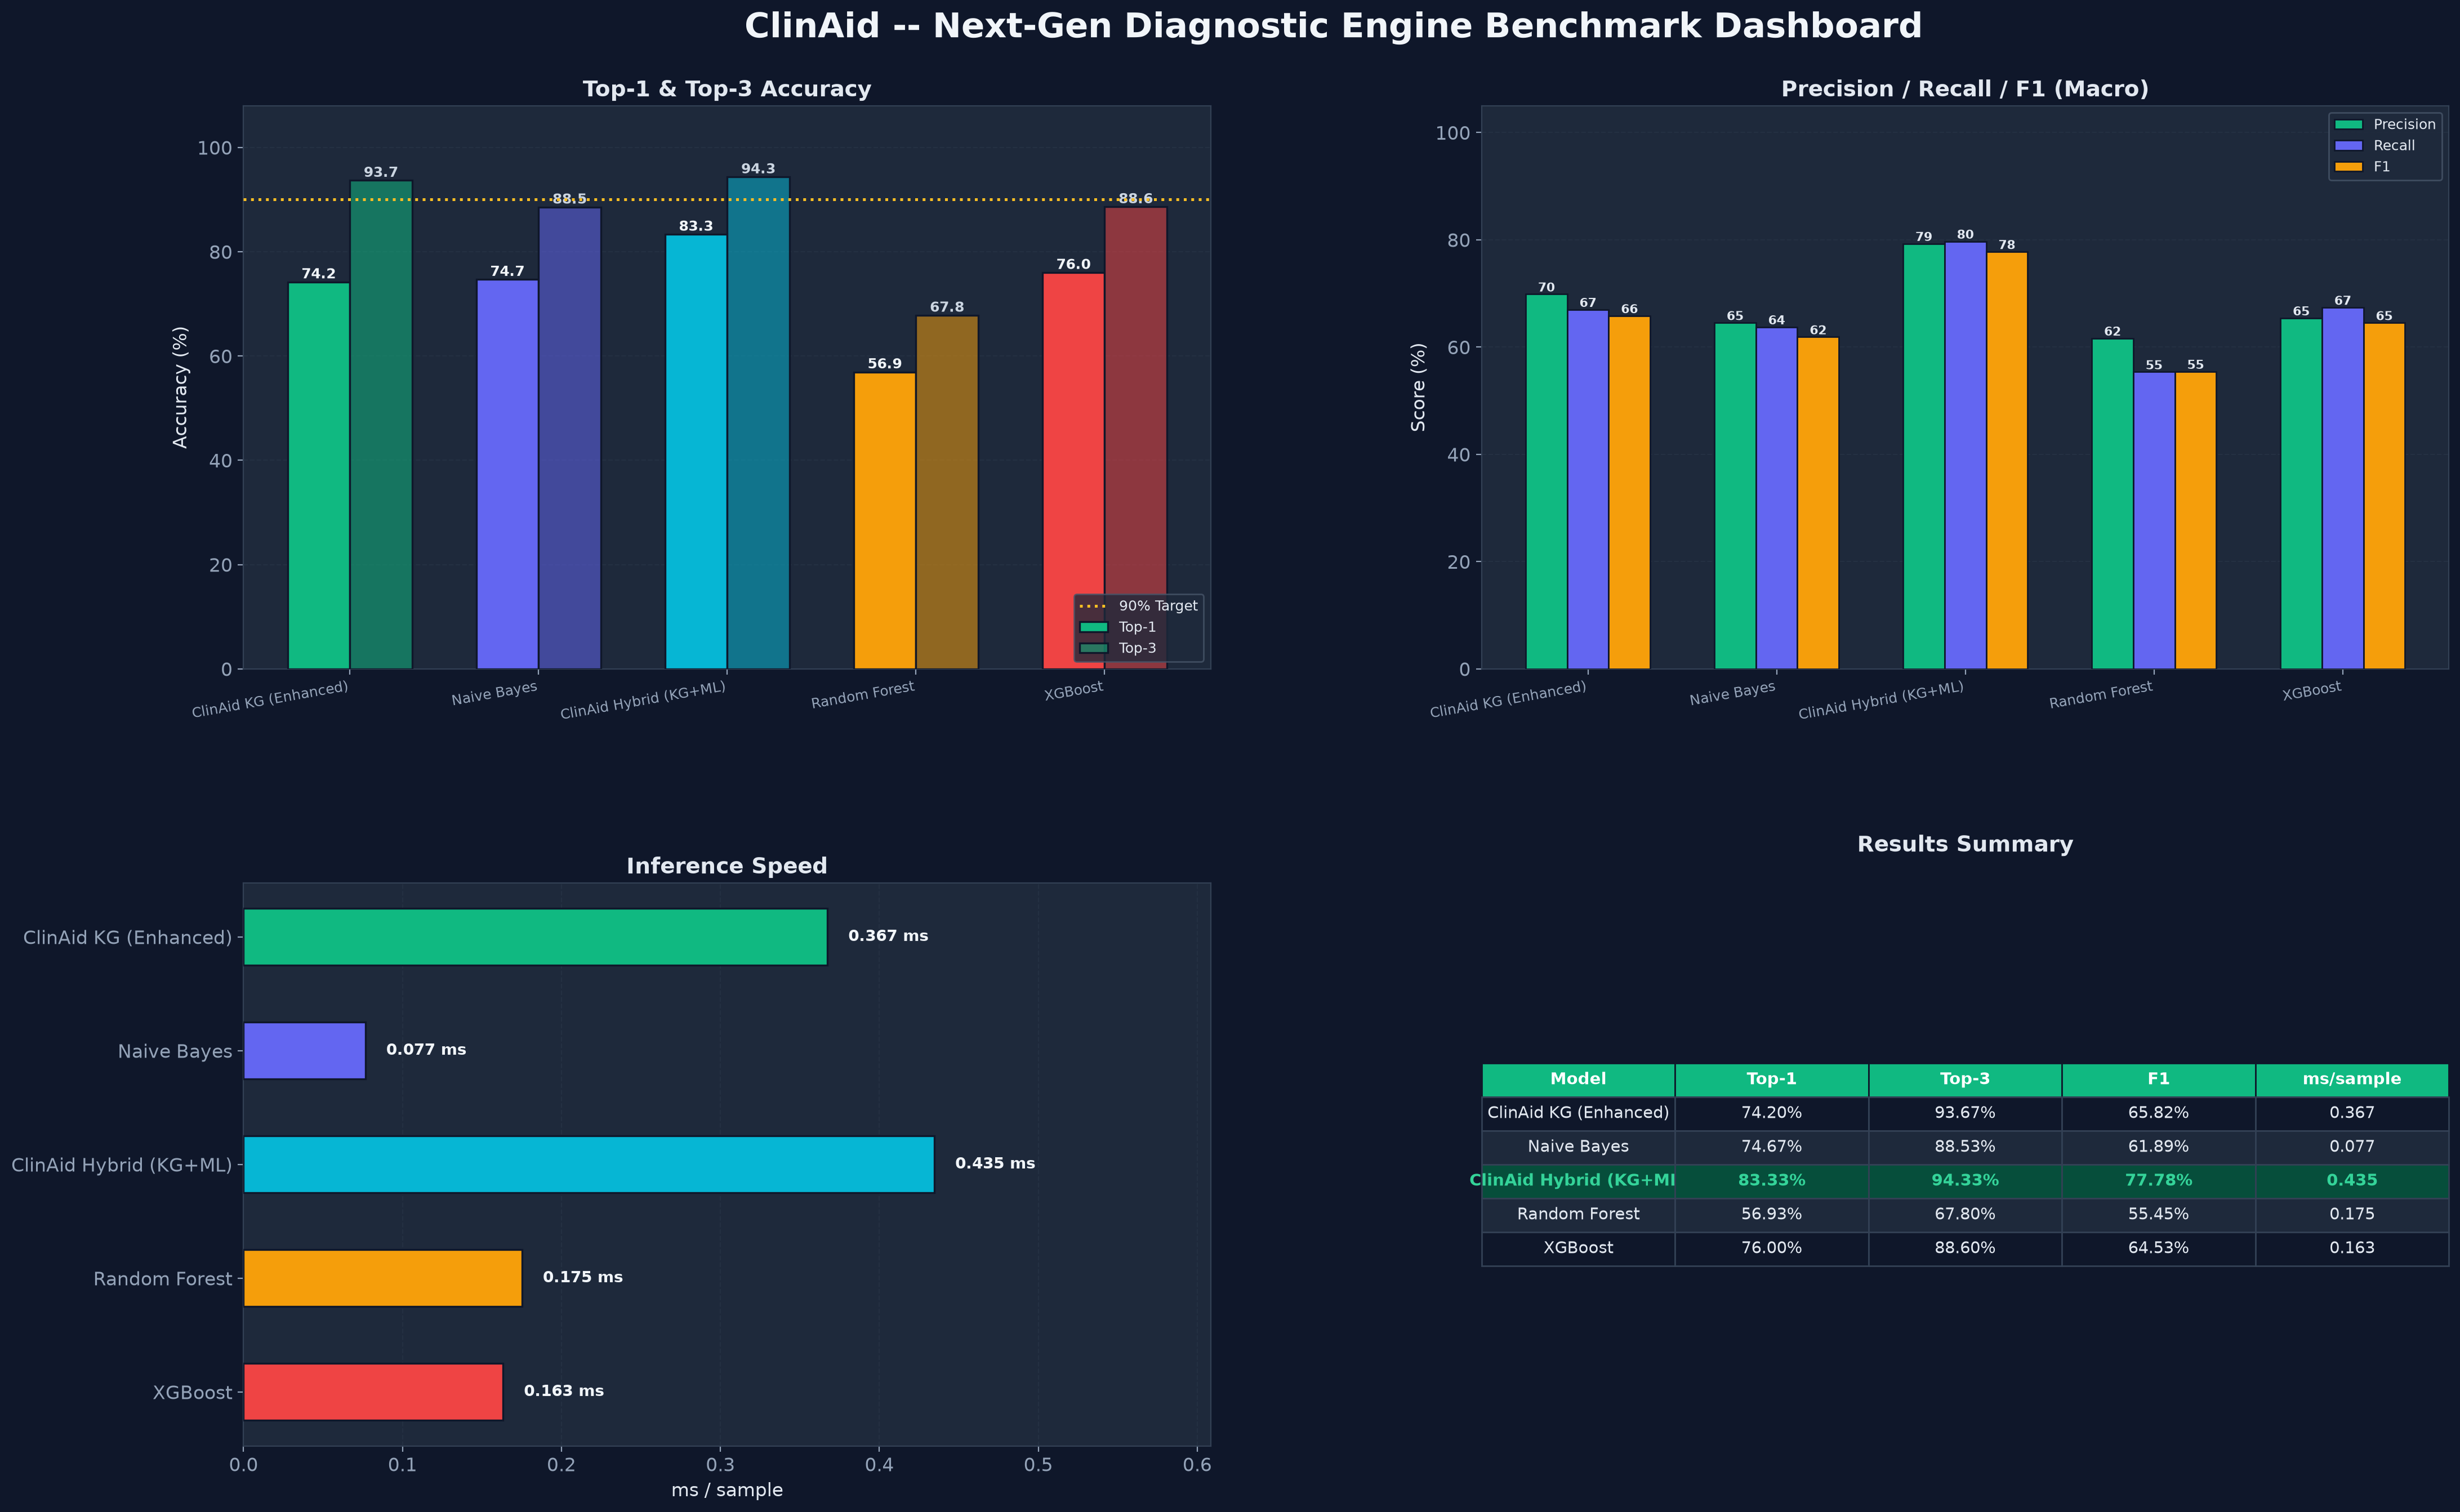 ClinAid -- Next-Gen Diagnostic Engine Benchmark Dashboard
Top-1 & Top-3 Accuracy
Accuracy (%)
100
80
60
40
20
0
74.2
93.7
74.7
88.5
83.3
94.3
56.9
67.8
76.0
88.6
90% Target
Top-1
Top-3
ClinAid KG (Enhanced)
Naive Bayes
ClinAid Hybrid (KG+ML)
Random Forest
XGBoost
Precision / Recall / F1 (Macro)
Score (%)
100
80
60
40
20
0
Precision
Recall
F1
70
67
66
65
64
62
79
80
78
62
55
55
65
67
65
ClinAid KG (Enhanced)
Naive Bayes
ClinAid Hybrid (KG+ML)
Random Forest
XGBoost
Inference Speed
ClinAid KG (Enhanced)
0.367 ms
Naive Bayes
0.077 ms
ClinAid Hybrid (KG+ML)
0.435 ms
Random Forest
0.175 ms
XGBoost
0.163 ms
0.0 0.1 0.2 0.3 0.4 0.5 0.6
ms / sample
Results Summary
Model Top-1 Top-3 F1 ms/sample
ClinAid KG (Enhanced) 74.20% 93.67% 65.82% 0.367
Naive Bayes 74.67% 88.53% 61.89% 0.077
ClinAid Hybrid (KG+ML 83.33% 94.33% 77.78% 0.435
Random Forest 56.93% 67.80% 55.45% 0.175
XGBoost 76.00% 88.60% 64.53% 0.163